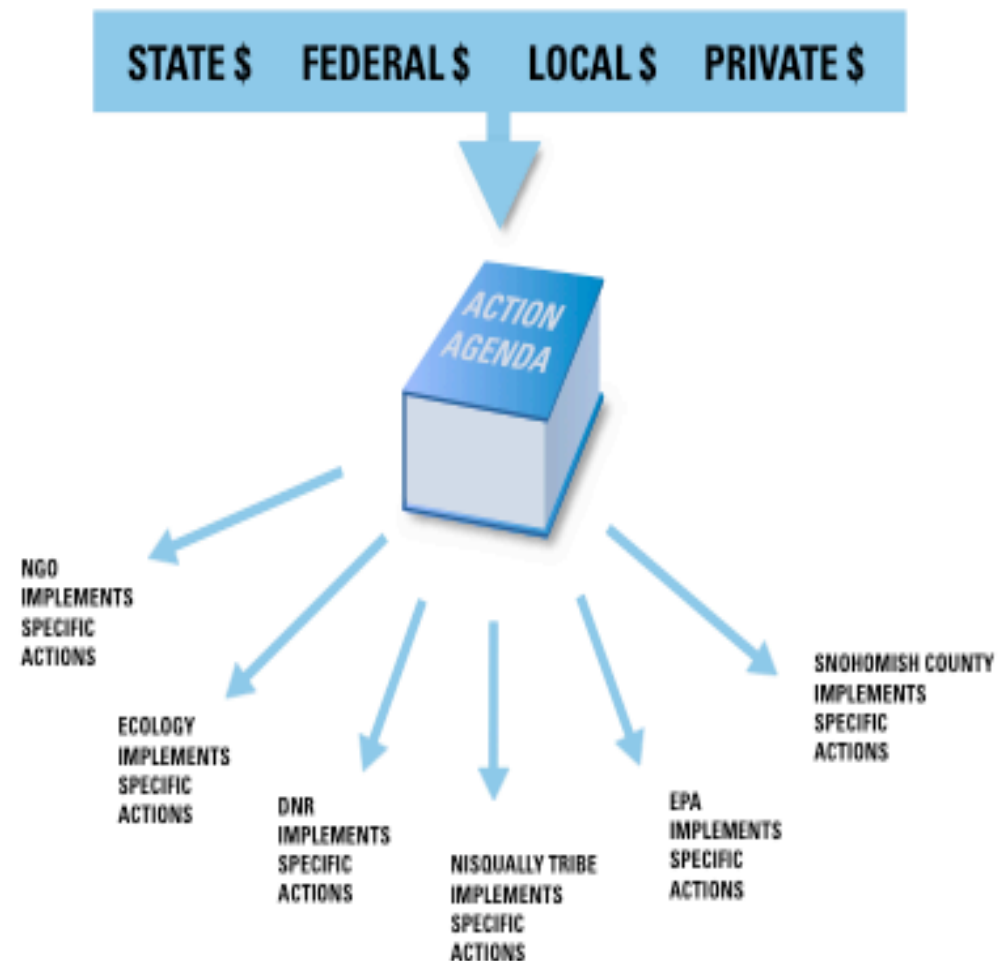 STATE $ FEDERAL $ LOCAL $ PRIVATE $
ACTION
AGENDA
NGO
IMPLEMENTS
SPECIFIC
ACTIONS
ECOLOGY
IMPLEMENTS
SPECIFIC
ACTIONS
DNR
IMPLEMENTS
SPECIFIC
ACTIONS
NISQUALLY TRIBE
IMPLEMENTS
SPECIFIC
ACTIONS
EPA
IMPLEMENTS
SPECIFIC
ACTIONS
SNOHOMISH COUNTY
IMPLEMENTS
SPECIFIC
ACTIONS